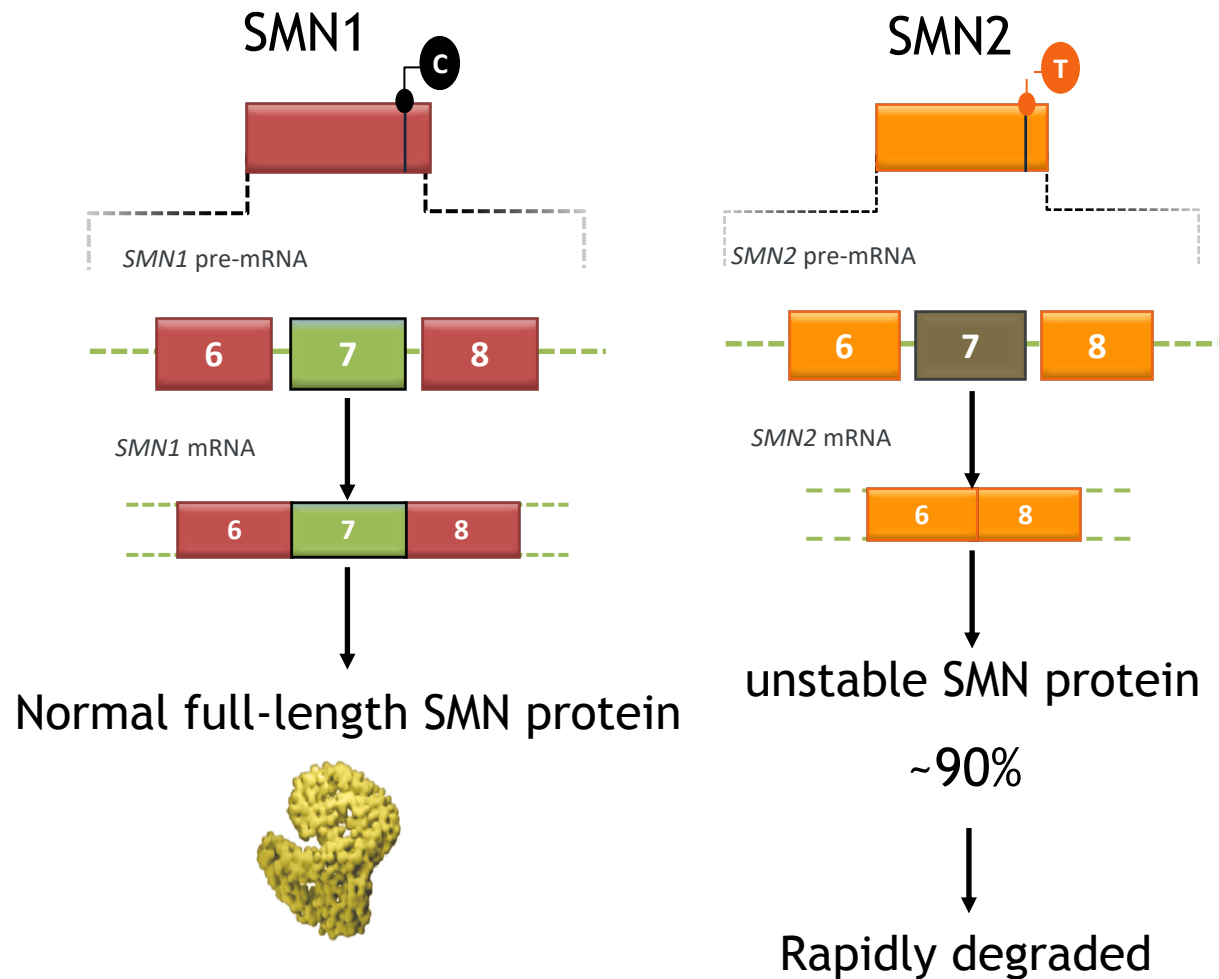 SMN1
C
SMN1 pre-mRNA
6 7 8
SMN1 mRNA
6 7 8
Normal full-length SMN protein
SMN2
T
SMN2 pre-mRNA
6 7 8
SMN2 mRNA
6 8
unstable SMN protein
~90%
Rapidly degraded